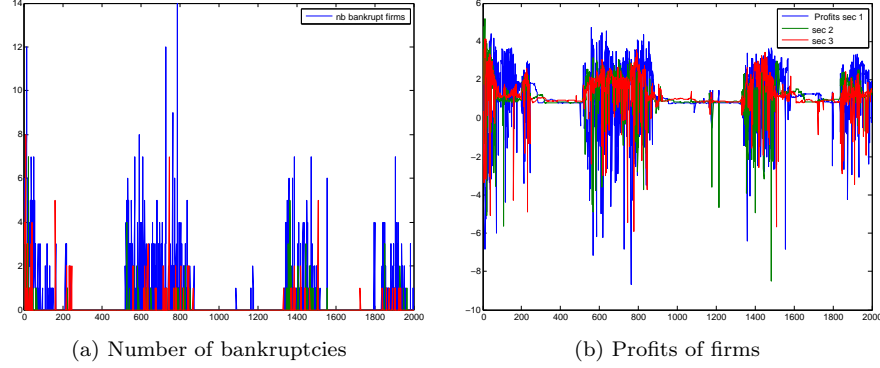 14
12
10
8
6
4
2
0
0 200 400 600 800 1000 1200 1400 1600 1800 2000
nb bankrupt firms
(a) Number of bankruptcies
6
4
2
0
−2
−4
−6
−8
−10
0 200 400 600 800 1000 1200 1400 1600 1800 2000
Profits sec 1
sec 2
sec 3
(b) Profits of firms